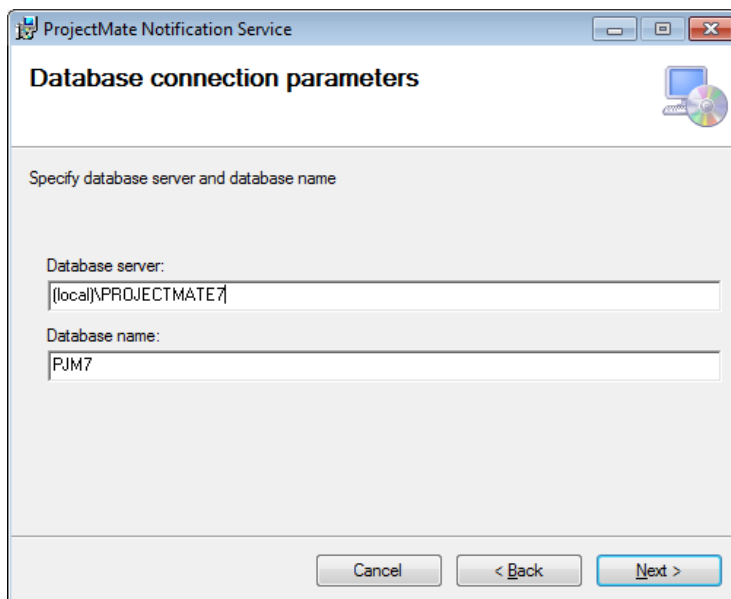 ProjectMate Notification Service
Database connection parameters
Specify database server and database name
Database server:
(local)\PROJECTMATE7
Database name:
PJM7
Cancel
< Back
Next >